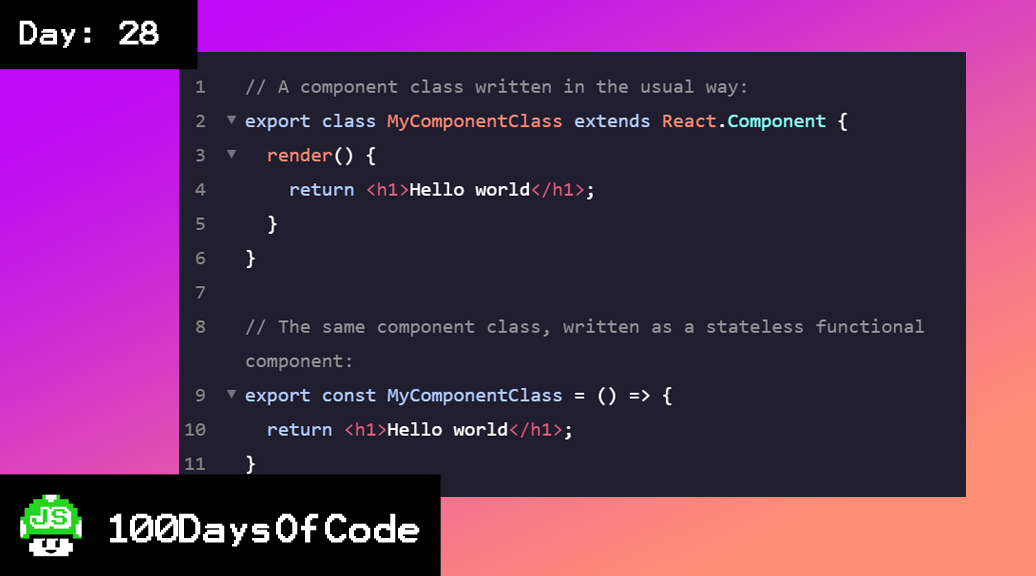 Day: 28
1 // A component class written in the usual way:
2 export class MyComponentClass extends React.Component {
3 render() {
4 return <h1>Hello world</h1>;
5 }
6 }
7
8 // The same component class, written as a stateless functional
component:
9 export const MyComponentClass = () => {
10 return <h1>Hello world</h1>;
11 }
JS
100DaysOfCode